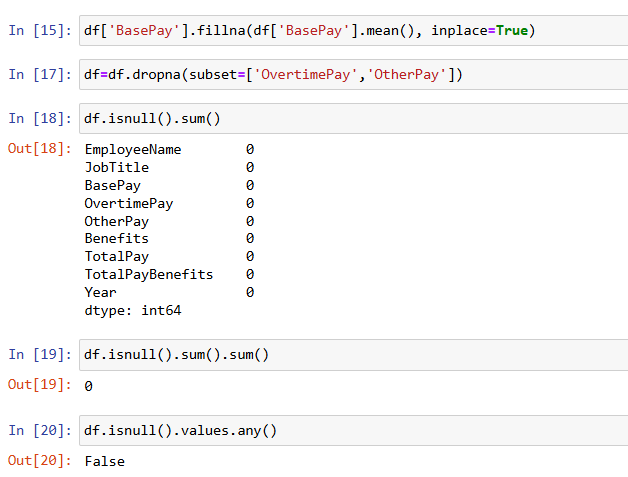 In [15]: df['BasePay'].fillna(df['BasePay'].mean(), inplace=True)
In [17]: df=df.dropna(subset=['OvertimePay','OtherPay'])
In [18]: df.isnull().sum()
Out[18]: EmployeeName 0
JobTitle 0
BasePay 0
OvertimePay 0
OtherPay 0
Benefits 0
TotalPay 0
TotalPayBenefits 0
Year 0
dtype: int64
In [19]: df.isnull().sum().sum()
Out[19]: 0
In [20]: df.isnull().values.any()
Out[20]: False